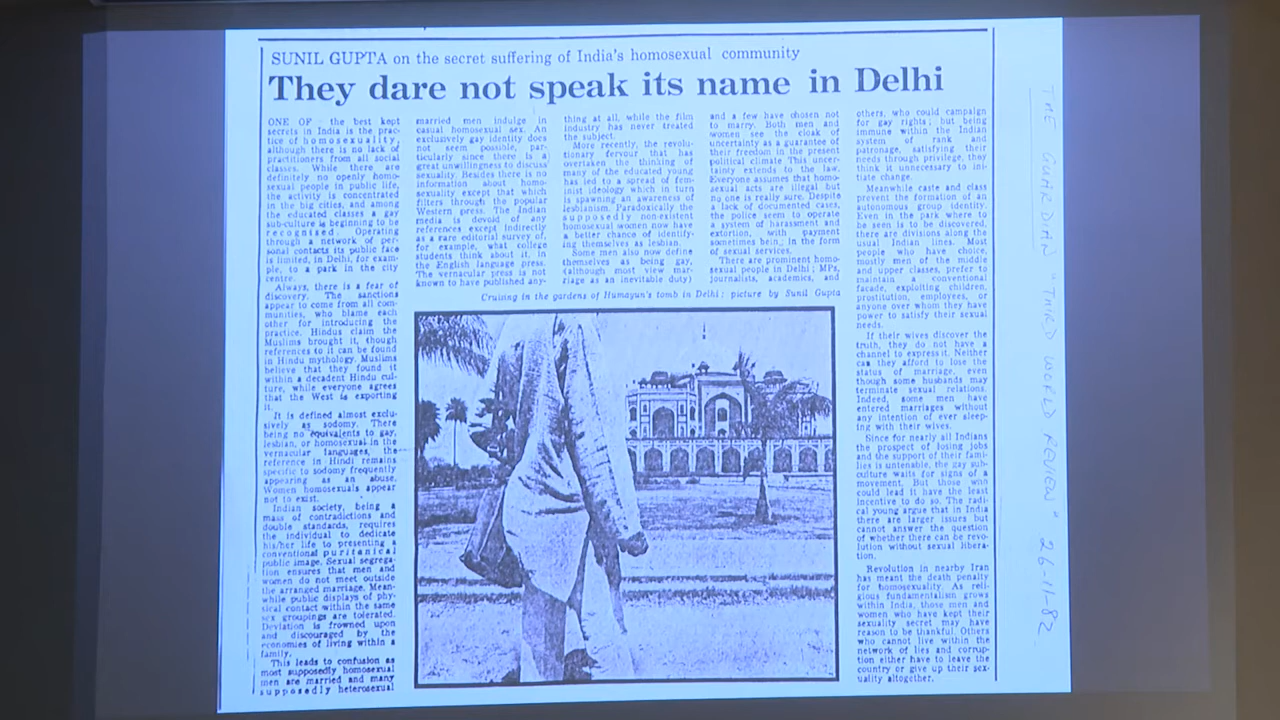 SUNIL GUPTA on the secret suffering of India's homosexual community
They dare not speak its name in Delhi
ONE OF the best kept
secrets in India is the prac-
tice of homosexuality,
although there is no lack of
practitioners from all social
classes. While there are
definitely no openly homo-
sexual people in public life,
the activity is concentrated
in the big cities, and among
the educated classes a gay
sub-culture is beginning to be
recognised. Operating
through a network of per-
sonal contacts its public face
is limited, in Delhi, for exam-
ple, to a park in the city
centre.
Always, there is a fear of
discovery. The sanctions
appear to come from all com-
munities, who blame each
other for introducing the
practice. Hindus claim the
Muslims brought it, though
references to it can be found
in Hindu mythology. Muslims
believe that they found it
within a decadent Hindu cul-
ture, while everyone agrees
that the West is exporting
it.
It is defined almost exclu-
sively as sodomy. There
being no equivalents to gay,
lesbian, or homosexual in the
vernacular languages, the
reference in Hindi remains
specific to sodomy frequently
appearing as an abuse.
Women homosexuals appear
not to exist.
Indian society, being a
mass of contradictions and
double standards, requires
the individual to dedicate
his/her life to presenting a
conventional puritanical
public image. Sexual segrega-
tion ensures that men and
women do not meet outside
the arranged marriage. Mean-
while public displays of phy-
sical contact within the same
sex groupings are tolerated.
Deviation is frowned upon
and discouraged by the
economies of living within a
family.
This leads to confusion as
most supposedly homosexual
men are married and many
supposedly heterosexual
married men indulge in
casual homosexual sex. An
exclusively gay identity does
not seem possible, par-
ticularly since there is a
great unwillingness to discuss
sexuality. Besides there is no
information about homo-
sexuality except that which
filters through the popular
Western press. The Indian
media is devoid of any
references except indirectly
as a rare editorial survey of,
for example, what college
students think about it, in
the English language press.
The vernacular press is not
known to have published any-
thing at all, while the film
industry has never treated
the subject.
More recently, the revolu-
tionary fervour that has
overtaken the thinking of
many of the educated young
has led to a spread of fem-
inist ideology which in turn
is spawning an awareness of
lesbianism. Paradoxically the
supposedly non-existent
homosexual women now have
a better chance of identify-
ing themselves as lesbian.
Some men also now define
themselves as being gay,
(although most view mar-
riage as an inevitable duty)
and a few have chosen not
to marry. Both men and
women see the cloak of
uncertainty as a guarantee of
their freedom in the present
political climate This uncer-
tainty extends to the law.
Everyone assumes that homo-
sexual acts are illegal but
no one is really sure. Despite
a lack of documented cases,
the police seem to operate
a system of harassment and
extortion, with payment
sometimes bein, in the form
of sexual services.
There are prominent homo-
sexual people in Delhi; MPs,
journalists, academics, and
others, who could campaign
for gay rights; but being
immune within the Indian
system of rank and
patronage, satisfying their
needs through privilege, they
think it unnecessary to ini-
tiate change.
Meanwhile caste and class
prevent the formation of an
autonomous group identity.
Even in the park where to
be seen is to be discovered,
there are divisions along the
usual Indian lines. Most
people who have choice,
mostly men of the middle
and upper classes, prefer to
maintain a conventional
facade, exploiting children,
prostitution, employees, or
anyone over whom they have
power to satisfy their sexual
needs.
If their wives discover the
truth, they do not have a
channel to express it. Neither
can they afford to lose the
status of marriage, even
though some husbands may
terminate sexual relations.
Indeed, some men have
entered marriages without
any intention of ever sleep-
ing with their wives.
Since for nearly all Indians
the prospect of losing jobs
and the support of their fami-
lies is untenable, the gay sub-
culture waits for signs of a
movement. But those who
could lead it have the least
incentive to do so. The radi-
cal young argue that in India
there are larger issues but
cannot answer the question
of whether there can be revo-
lution without sexual libera-
tion.
Revolution in nearby Iran
has meant the death penalty
for homosexuality. As reli-
gious fundamentalism grows
within India, those men and
women who have kept their
sexuality secret may have
reason to be thankful. Others
who cannot live within the
network of lies and corrup-
tion either have to leave the
country or give up their sex-
uality altogether.
Cruising in the gardens of Humayun's tomb in Delhi: picture by Sunil Gupta
THE GUARDIAN "THIRD WORLD REVIEW" 26-11-82